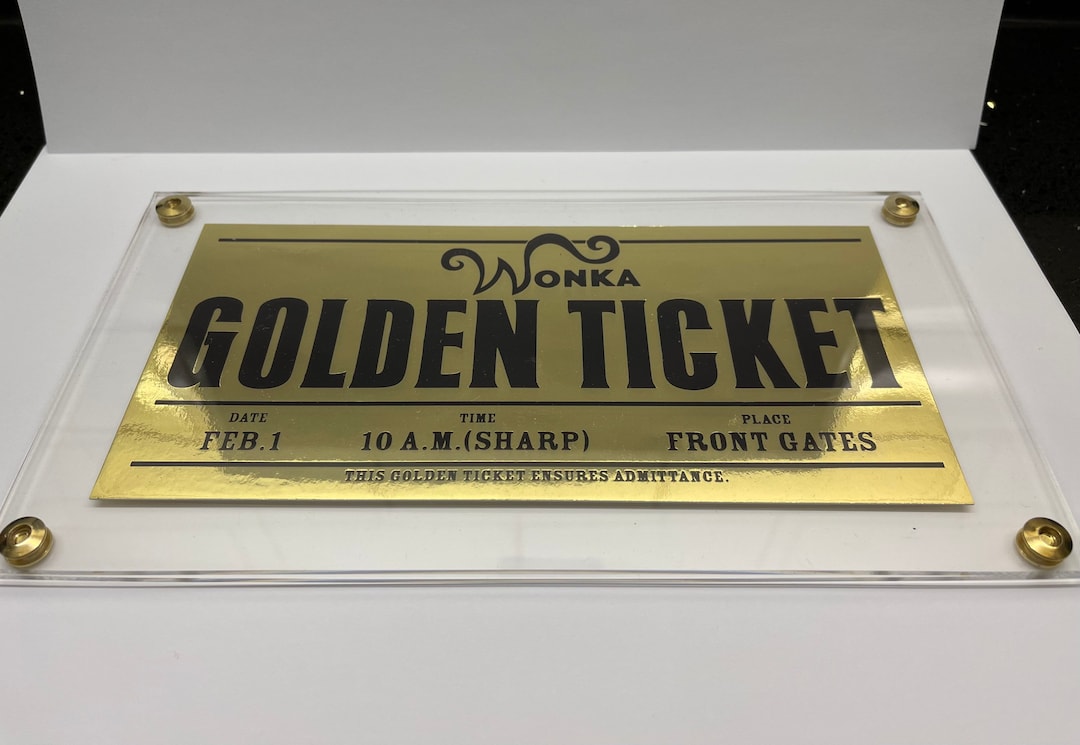 WONKA
GOLDEN TICKET
DATE TIME PLACE
FEB.1 10 A.M.(SHARP) FRONT GATES
THIS GOLDEN TICKET ENSURES ADMITTANCE.